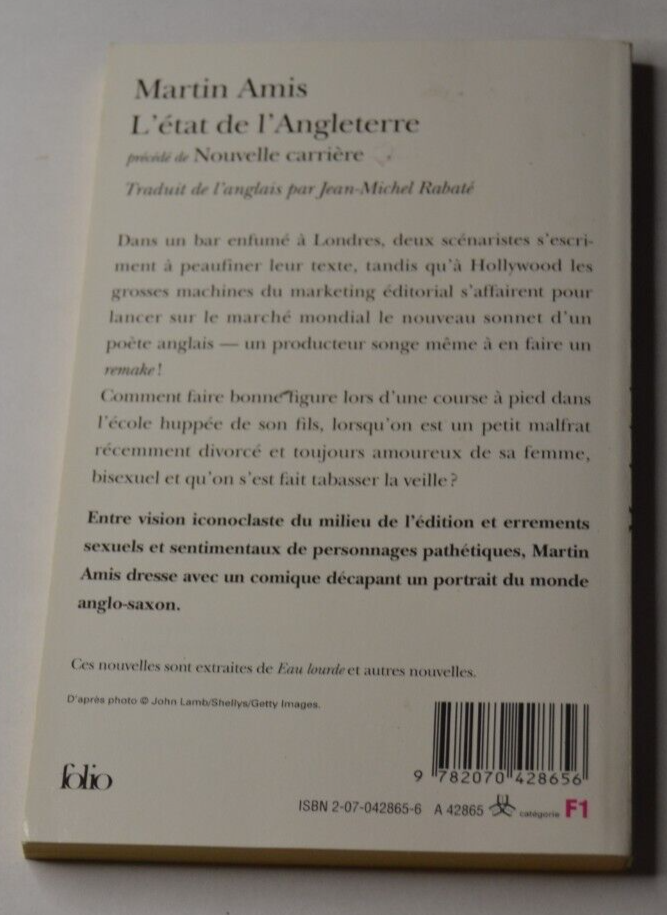 Martin Amis
L'état de l'Angleterre
précédé de Nouvelle carrière
Traduit de l'anglais par Jean-Michel Rabaté
Dans un bar enfumé à Londres, deux scénaristes s'escri-
ment à peaufiner leur texte, tandis qu'à Hollywood les
grosses machines du marketing éditorial s'affairent pour
lancer sur le marché mondial le nouveau sonnet d'un
poète anglais — un producteur songe même à en faire un
remake !
Comment faire bonne figure lors d'une course à pied dans
l'école huppée de son fils, lorsqu'on est un petit malfrat
récemment divorcé et toujours amoureux de sa femme,
bisexuel et qu'on s'est fait tabasser la veille ?
Entre vision iconoclaste du milieu de l'édition et errements
sexuels et sentimentaux de personnages pathétiques, Martin
Amis dresse avec un comique décapant un portrait du monde
anglo-saxon.
Ces nouvelles sont extraites de Eau lourde et autres nouvelles.
D'après photo © John Lamb/Shellys/Getty Images.
folio
9 782070 428656
ISBN 2-07-042865-6 A 42865 catégorie F1